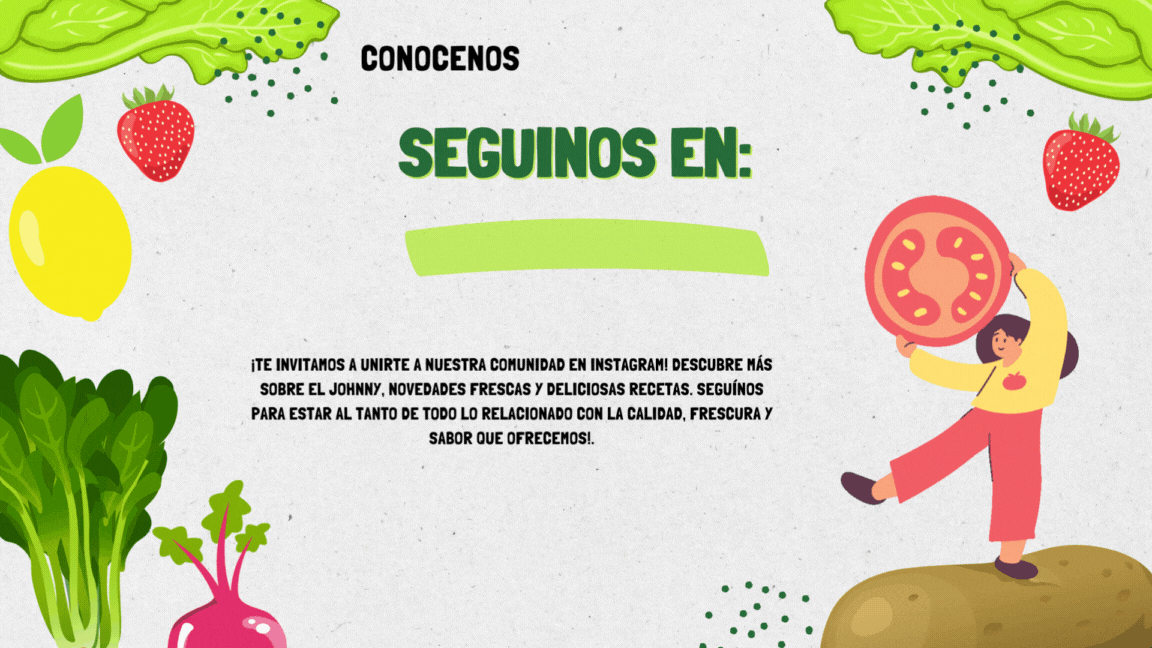 CONOCENOS
SEGUINOS EN:
¡TE INVITAMOS A UNIRTE A NUESTRA COMUNIDAD EN INSTAGRAM! DESCUBRE MÁS
SOBRE EL JOHNNY, NOVEDADES FRESCAS Y DELICIOSAS RECETAS. SEGUÍNOS
PARA ESTAR AL TANTO DE TODO LO RELACIONADO CON LA CALIDAD, FRESCURA Y
SABOR QUE OFRECEMOS!.